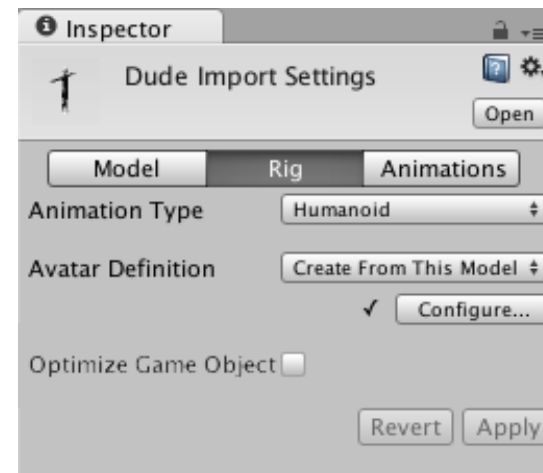 Inspector
Dude Import Settings
Open
Model Rig Animations
Animation Type Humanoid
Avatar Definition Create From This Model
✓ Configure...
Optimize Game Object
Revert Apply